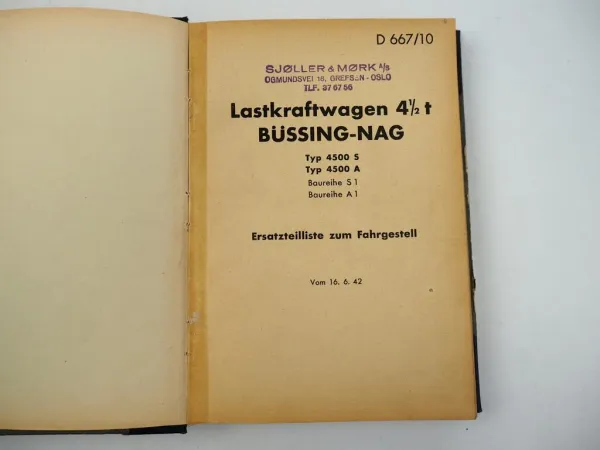 D 667/10
SJØLLER & MØRK A/S
OGMUNDSVEI 16, GREFSEN - OSLO
TLF. 37 67 56
Lastkraftwagen 4½ t
BÜSSING-NAG
Typ 4500 S
Typ 4500 A
Baureihe S 1
Baureihe A 1
Ersatzteilliste zum Fahrgestell
Vom 16. 6. 42